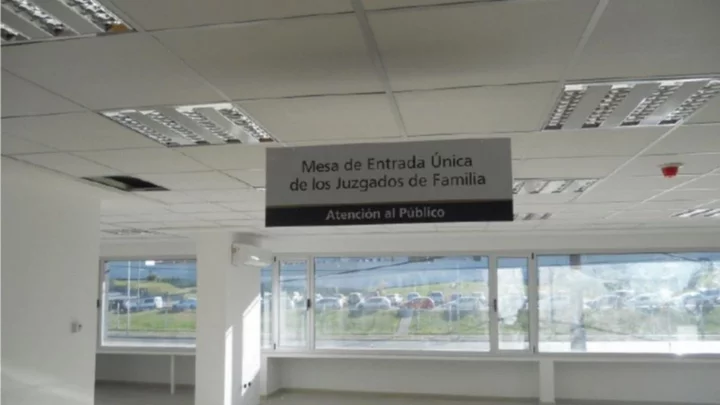 Mesa de Entrada Única
de los Juzgados de Familia
Atención al Público